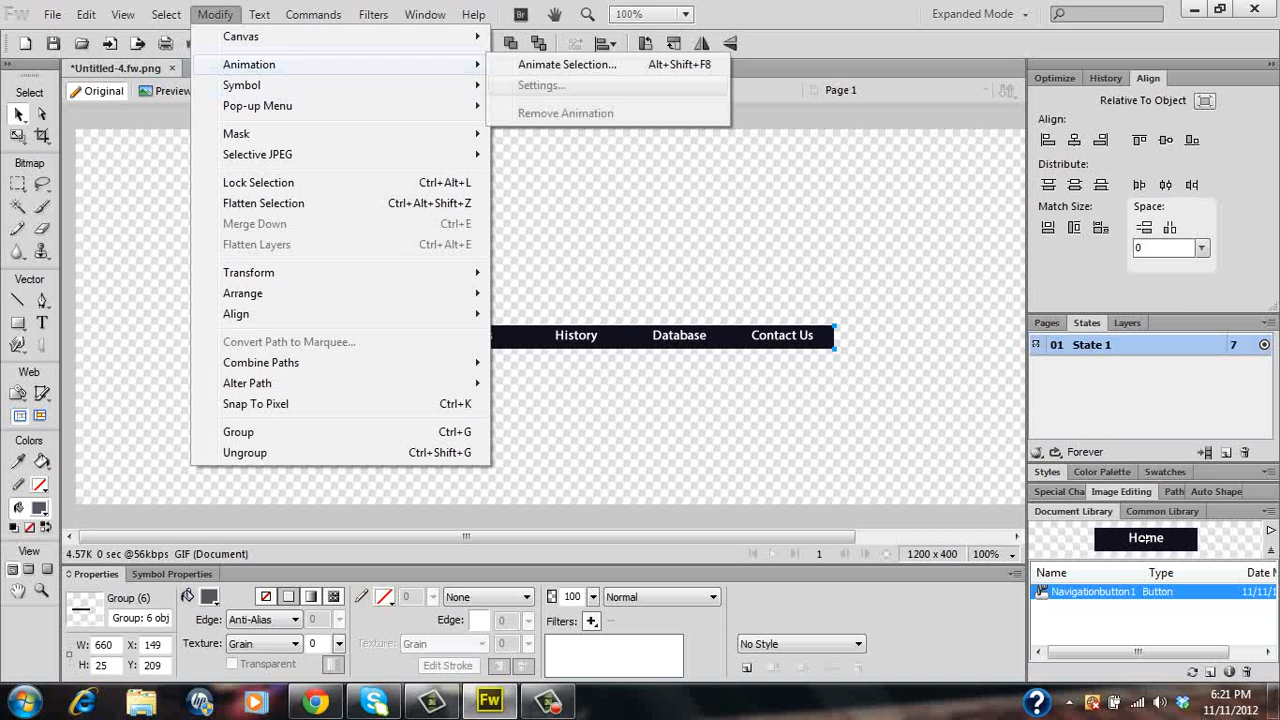 Fw File Edit View Select Modify Text Commands Filters Window Help Br 100% Expanded Mode
*Untitled-4.fw.png ×
Original Preview Page 1
Canvas
Animation
Symbol
Pop-up Menu
Mask
Selective JPEG
Lock Selection Ctrl+Alt+L
Flatten Selection Ctrl+Alt+Shift+Z
Merge Down Ctrl+E
Flatten Layers Ctrl+Alt+E
Transform
Arrange
Align
Convert Path to Marquee...
Combine Paths
Alter Path
Snap To Pixel Ctrl+K
Group Ctrl+G
Ungroup Ctrl+Shift+G
Animate Selection... Alt+Shift+F8
Settings...
Remove Animation
Select
Bitmap
Vector
Web
Colors
View
History Database Contact Us
Optimize History Align
Relative To Object
Align:
Distribute:
Match Size: Space:
0
Pages States Layers
01 State 1 7
Forever
Styles Color Palette Swatches
Special Cha Image Editing Path Auto Shape
Document Library Common Library
Home
Name Type Date M
Navigationbutton1 Button 11/11/1
4.57K 0 sec @56kbps GIF (Document) 1 1200 x 400 100%
Properties Symbol Properties
Group (6)
Group: 6 obj
W: 660 X: 149
H: 25 Y: 209
Edge: Anti-Alias 0
Texture: Grain 0
Transparent
0 None
Edge: 0
Texture: Grain 0
Edit Stroke
100 Normal
Filters:
No Style
Fw
6:21 PM
11/11/2012